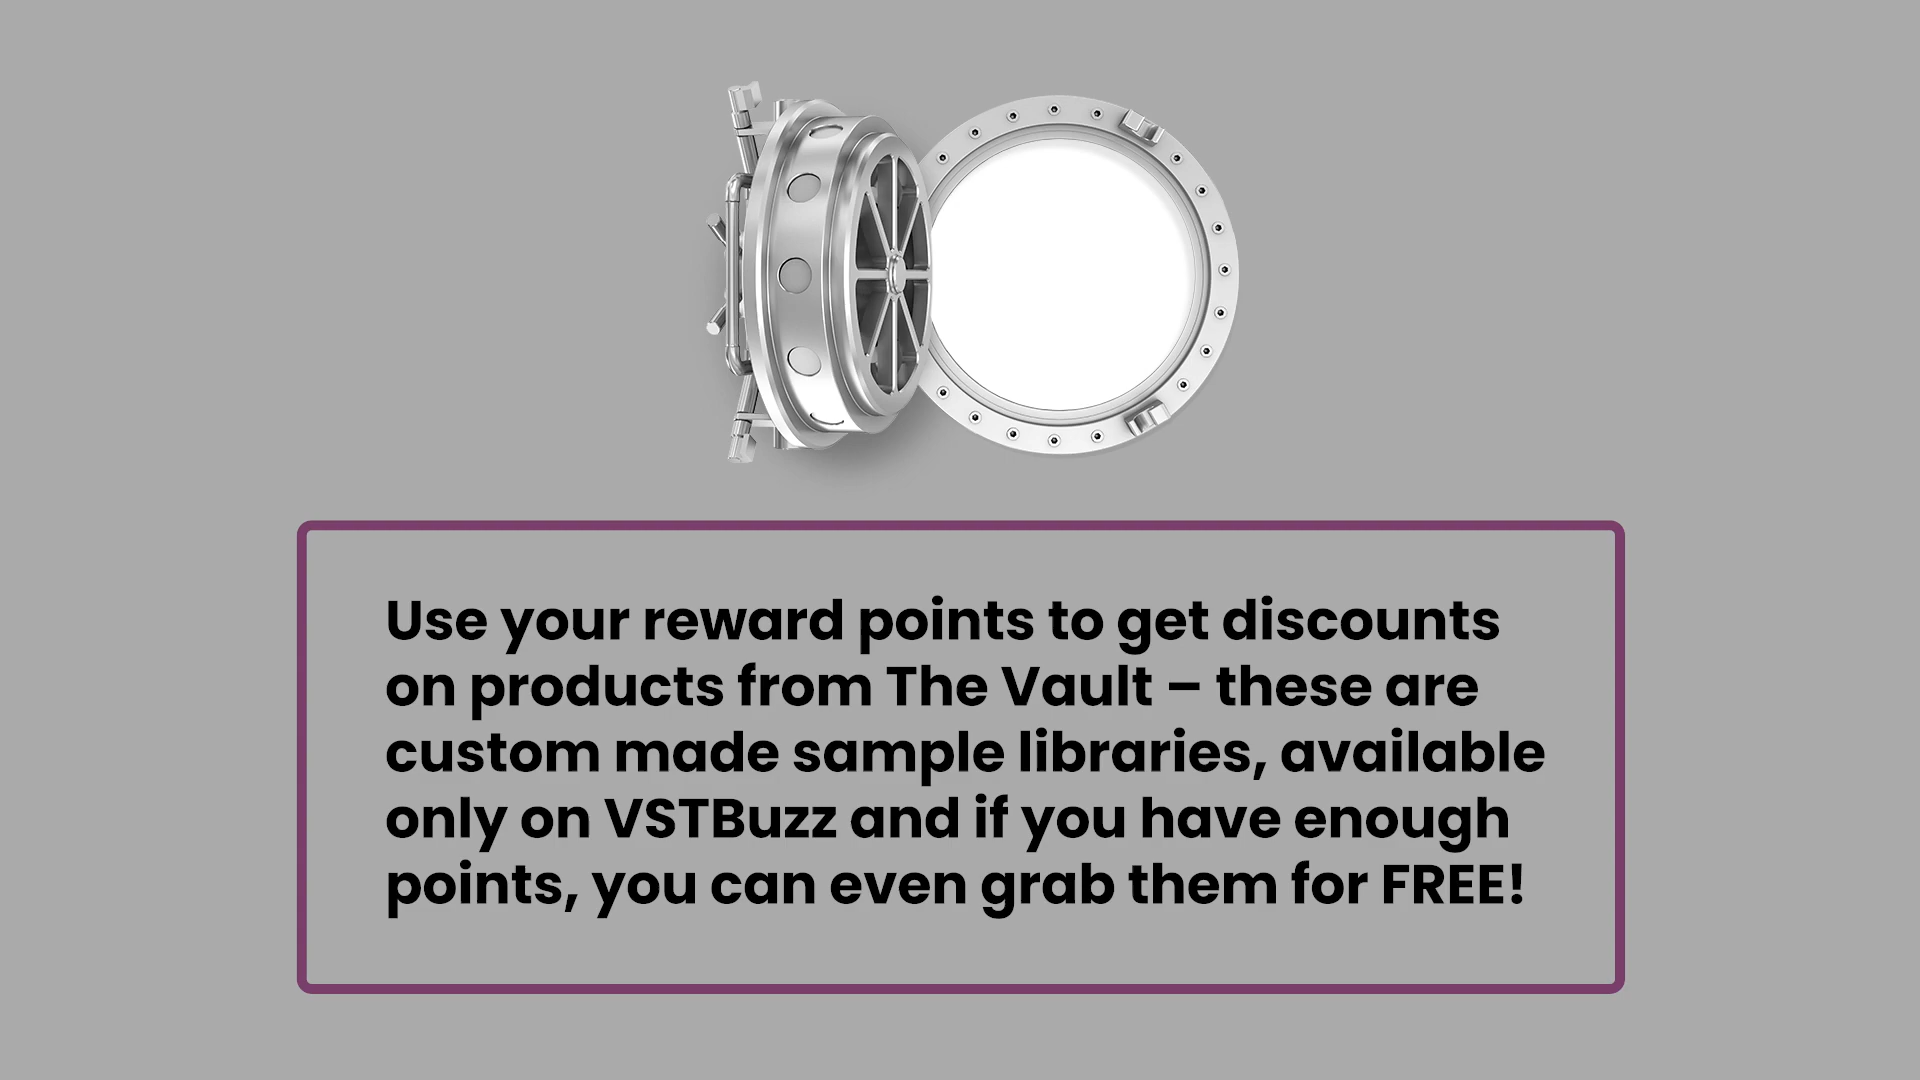 Use your reward points to get discounts
on products from The Vault – these are
custom made sample libraries, available
only on VSTBuzz and if you have enough
points, you can even grab them for FREE!